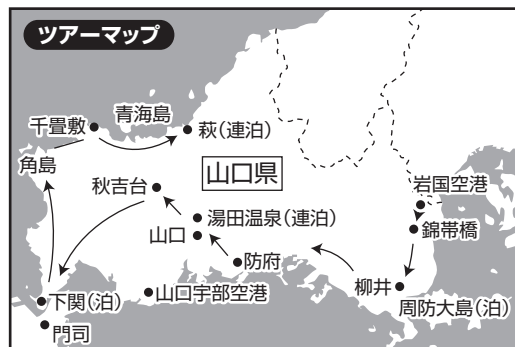 ツアーマップ
青海島
千畳敷
萩(連泊)
角島
秋吉台
山口県
岩国空港
湯田温泉(連泊)
錦帯橋
山口
防府
柳井
下関(泊)
山口宇部空港
周防大島(泊)
門司